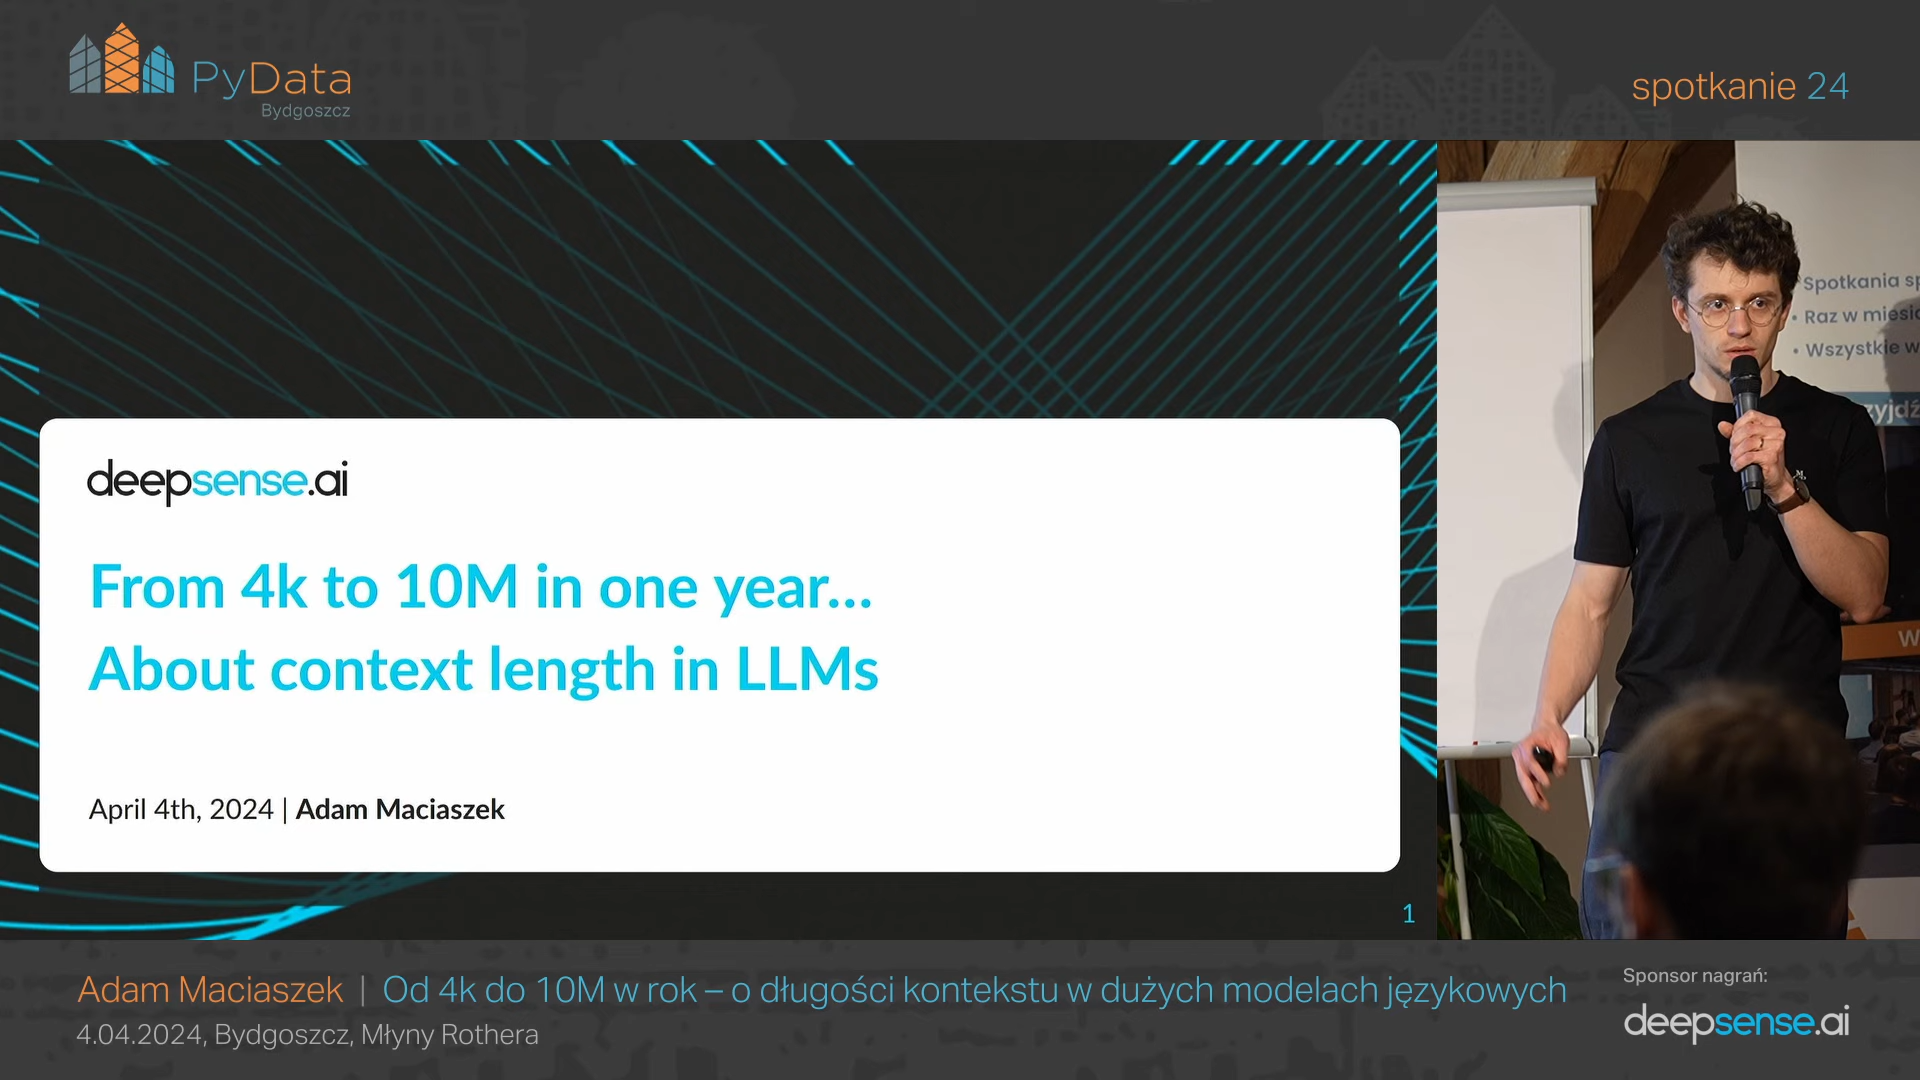 PyData
Bydgoszcz
spotkanie 24
deepsense.ai
From 4k to 10M in one year...
About context length in LLMs
April 4th, 2024 | Adam Maciaszek
1
Spotkania
• Raz w
• Wszystkie
Adam Maciaszek | Od 4k do 10M w rok – o długości kontekstu w dużych modelach językowych
4.04.2024, Bydgoszcz, Młyny Rothera
Sponsor nagrań:
deepsense.ai